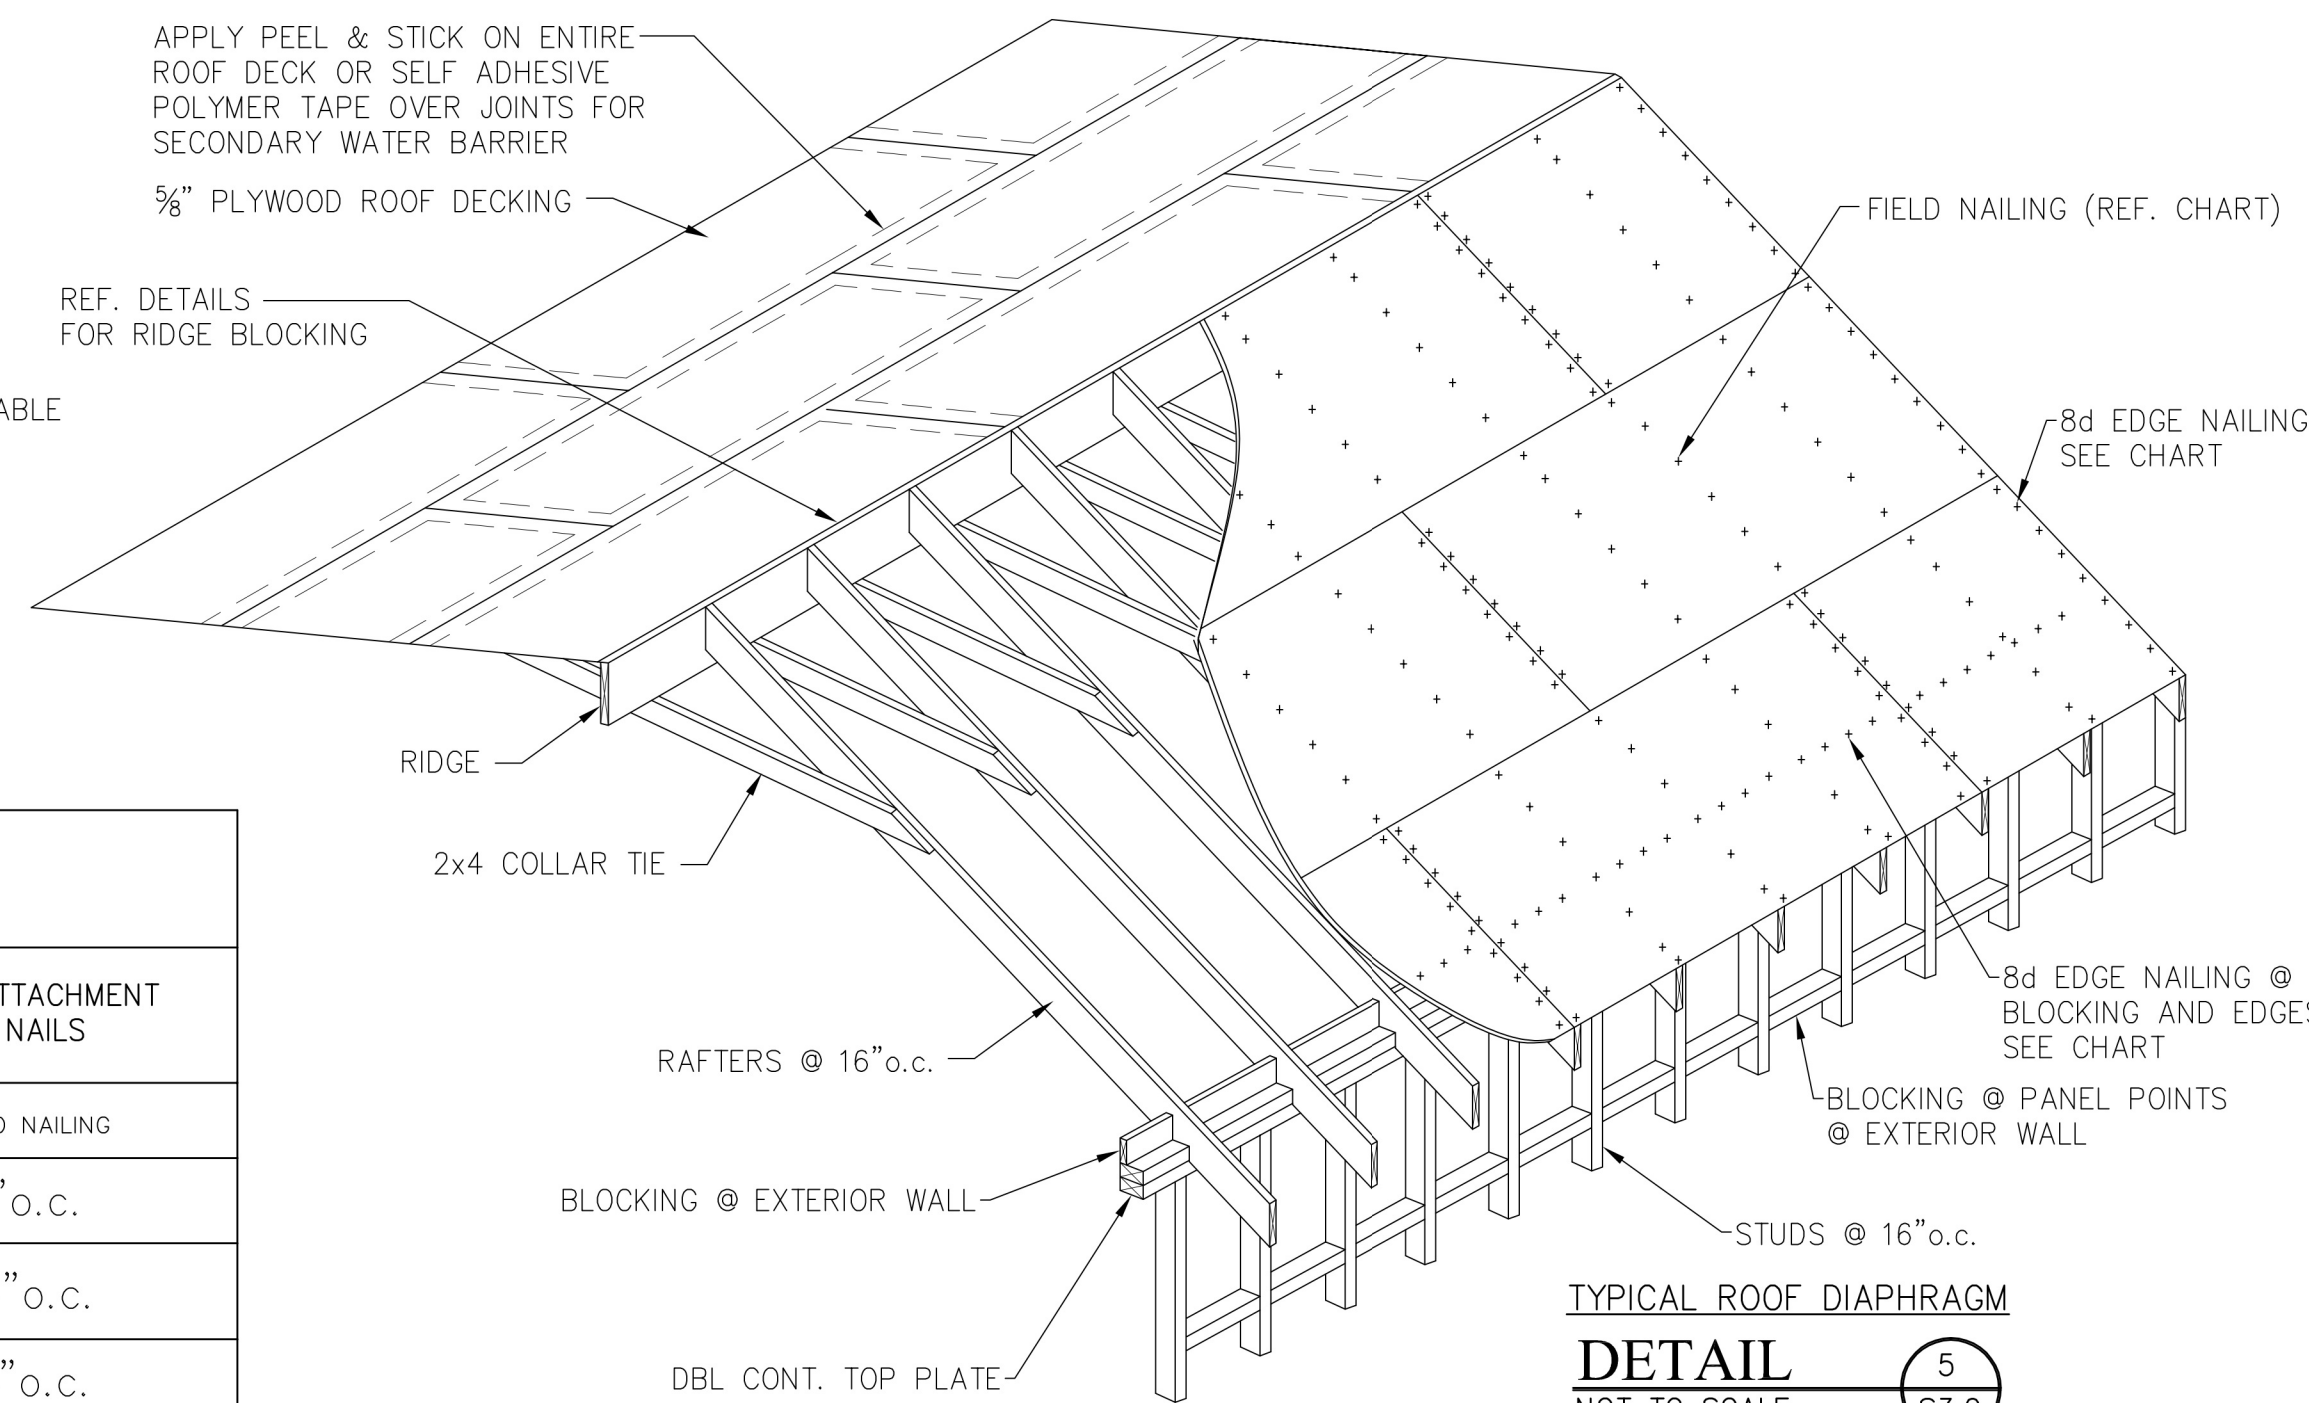 APPLY PEEL & STICK ON ENTIRE
ROOF DECK OR SELF ADHESIVE
POLYMER TAPE OVER JOINTS FOR
SECONDARY WATER BARRIER
⅝" PLYWOOD ROOF DECKING
REF. DETAILS
FOR RIDGE BLOCKING
ABLE
FIELD NAILING (REF. CHART)
8d EDGE NAILING
SEE CHART
RIDGE
2x4 COLLAR TIE
RAFTERS @ 16"o.c.
BLOCKING @ EXTERIOR WALL
DBL CONT. TOP PLATE
8d EDGE NAILING @
BLOCKING AND EDGES
SEE CHART
BLOCKING @ PANEL POINTS
@ EXTERIOR WALL
STUDS @ 16"o.c.
TTACHMENT
NAILS
NAILING
"o.c.
"o.c.
"o.c.
TYPICAL ROOF DIAPHRAGM
DETAIL
5
NOT TO SCALE